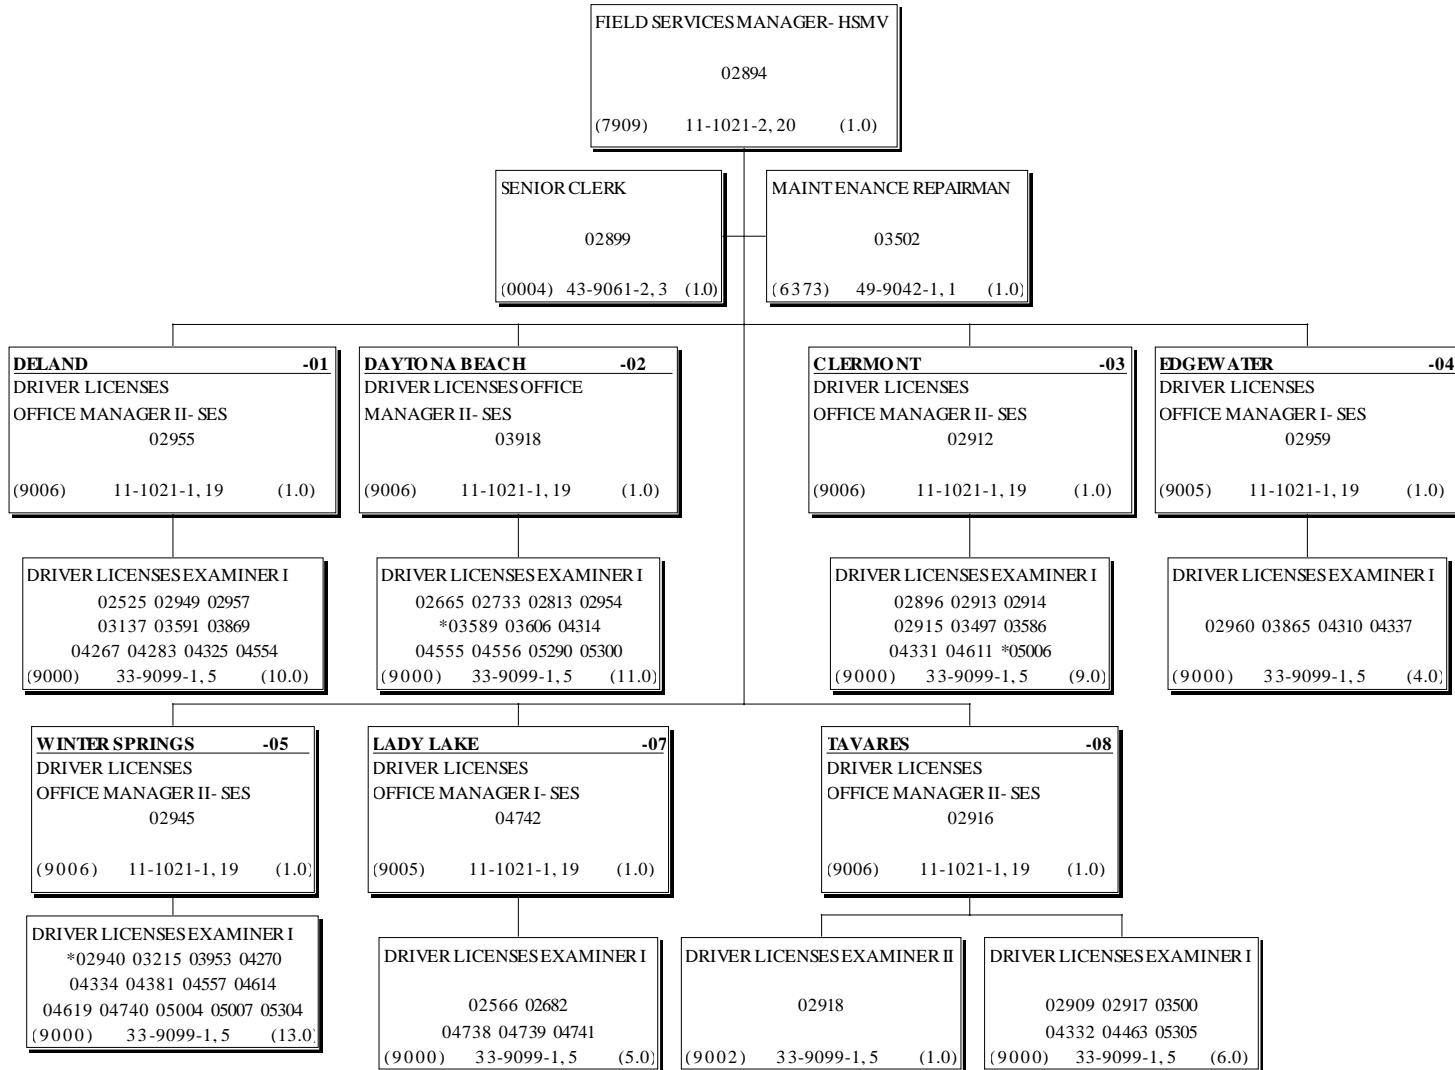 FIELD SERVICES MANAGER- HSMV
02894
(7909) 11-1021-2, 20 (1.0)
SENIOR CLERK
02899
(0004) 43-9061-2, 3 (1.0)
MAINTENANCE REPAIRMAN
03502
(6373) 49-9042-1, 1 (1.0)
DELAND -01
DRIVER LICENSES
OFFICE MANAGER II- SES
02955
(9006) 11-1021-1, 19 (1.0)
DAYTONA BEACH -02
DRIVER LICENSES OFFICE
MANAGER II- SES
03918
(9006) 11-1021-1, 19 (1.0)
CLERMONT -03
DRIVER LICENSES
OFFICE MANAGER II- SES
02912
(9006) 11-1021-1, 19 (1.0)
EDGEWATER -04
DRIVER LICENSES
OFFICE MANAGER I- SES
02959
(9005) 11-1021-1, 19 (1.0)
DRIVER LICENSES EXAMINER I
02525 02949 02957
03137 03591 03869
04267 04283 04325 04554
(9000) 33-9099-1, 5 (10.0)
DRIVER LICENSES EXAMINER I
02665 02733 02813 02954
*03589 03606 04314
04555 04556 05290 05300
(9000) 33-9099-1, 5 (11.0)
DRIVER LICENSES EXAMINER I
02896 02913 02914
02915 03497 03586
04331 04611 *05006
(9000) 33-9099-1, 5 (9.0)
DRIVER LICENSES EXAMINER I
02960 03865 04310 04337
(9000) 33-9099-1, 5 (4.0)
WINTER SPRINGS -05
DRIVER LICENSES
OFFICE MANAGER II- SES
02945
(9006) 11-1021-1, 19 (1.0)
LADY LAKE -07
DRIVER LICENSES
OFFICE MANAGER I- SES
04742
(9005) 11-1021-1, 19 (1.0)
TAVARES -08
DRIVER LICENSES
OFFICE MANAGER II- SES
02916
(9006) 11-1021-1, 19 (1.0)
DRIVER LICENSES EXAMINER I
*02940 03215 03953 04270
04334 04381 04557 04614
04619 04740 05004 05007 05304
(9000) 33-9099-1, 5 (13.0)
DRIVER LICENSES EXAMINER I
02566 02682
04738 04739 04741
(9000) 33-9099-1, 5 (5.0)
DRIVER LICENSES EXAMINER II
02918
(9002) 33-9099-1, 5 (1.0)
DRIVER LICENSES EXAMINER I
02909 02917 03500
04332 04463 05305
(9000) 33-9099-1, 5 (6.0)